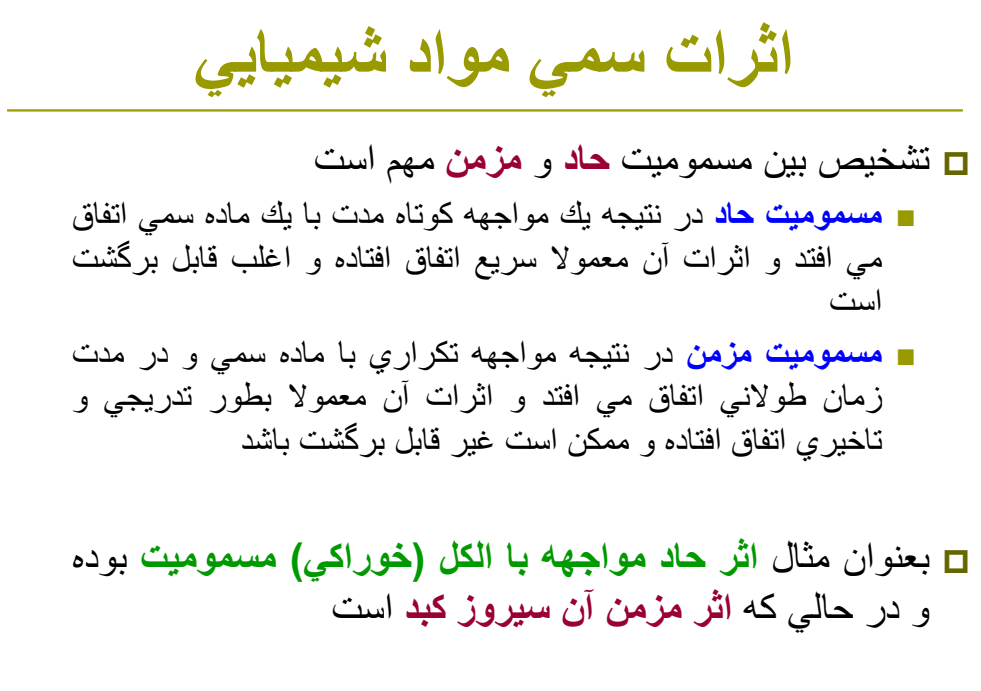 اثرات سمي مواد شيميايي
تشخيص بين مسموميت حاد و مزمن مهم است
مسموميت حاد در نتيجه يك مواجهه كوتاه مدت با يك ماده سمي اتفاق
مي افتد و اثرات آن معمولا سريع اتفاق افتاده و اغلب قابل برگشت
است
مسموميت مزمن در نتيجه مواجهه تكراري با ماده سمي و در مدت
زمان طولاني اتفاق مي افتد و اثرات آن معمولا بطور تدريجي و
تاخيري اتفاق افتاده و ممكن است غير قابل برگشت باشد
بعنوان مثال اثر حاد مواجهه با الكل (خوراكي) مسموميت بوده
و در حالي كه اثر مزمن آن سيروز كبد است